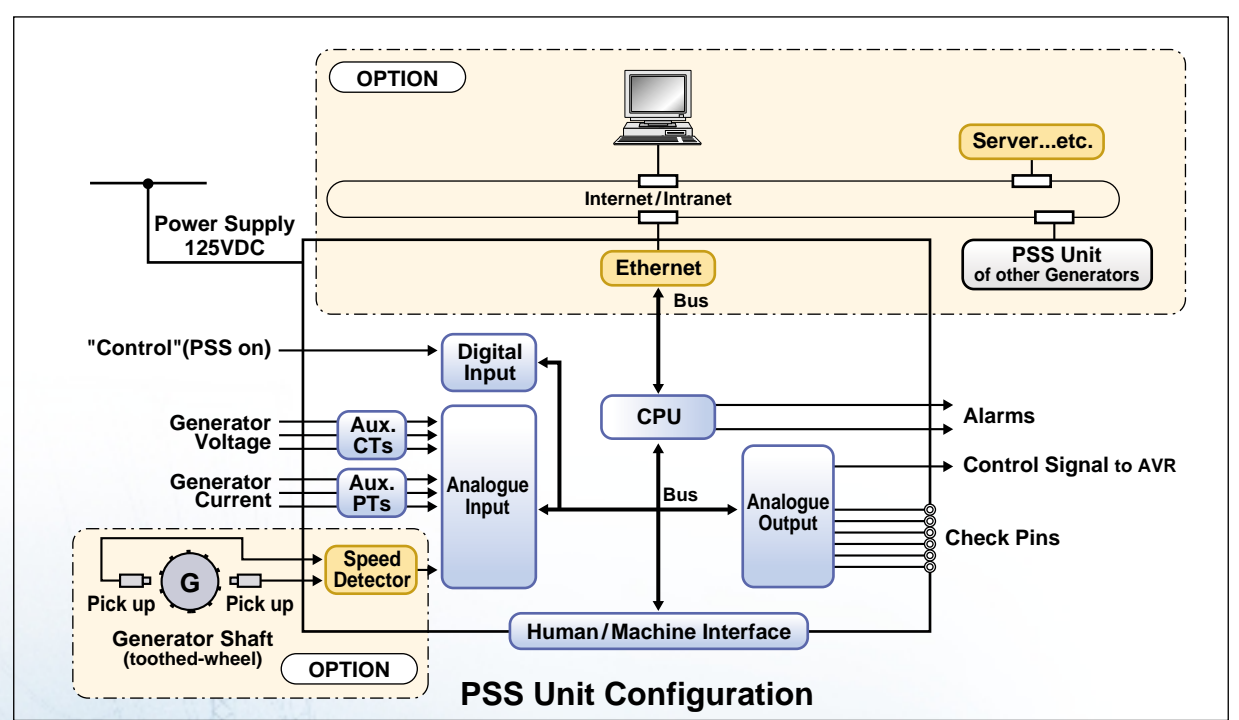 OPTION
Server...etc.
Internet/Intranet
Power Supply
125VDC
Ethernet
PSS Unit
of other Generators
Bus
"Control"(PSS on)
Digital
Input
CPU
Alarms
Generator
Voltage
Aux.
CTs
Control Signal to AVR
Generator
Current
Aux.
PTs
Analogue
Input
Bus
Analogue
Output
Check Pins
Speed
Detector
G
Pick up
Pick up
Generator Shaft
(toothed-wheel)
OPTION
Human/Machine Interface
PSS Unit Configuration